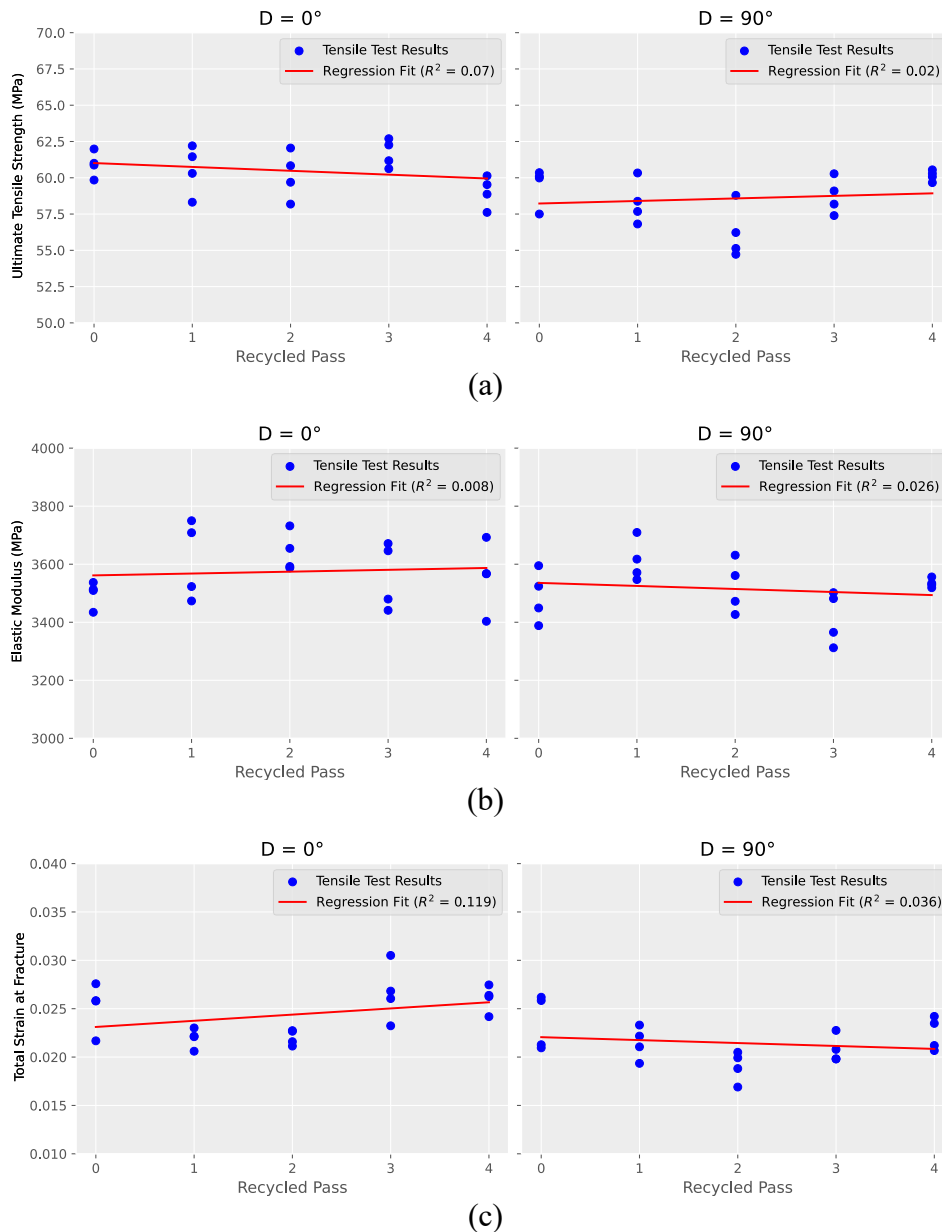 D = 0°
D = 90°
Ultimate Tensile Strength (MPa)
70.0
67.5
65.0
62.5
60.0
57.5
55.0
52.5
50.0
Tensile Test Results
Regression Fit (R² = 0.07)
Tensile Test Results
Regression Fit (R² = 0.02)
0 1 2 3 4
0 1 2 3 4
Recycled Pass
Recycled Pass
(a)
D = 0°
D = 90°
Elastic Modulus (MPa)
4000
3800
3600
3400
3200
3000
Tensile Test Results
Regression Fit (R² = 0.008)
Tensile Test Results
Regression Fit (R² = 0.026)
0 1 2 3 4
0 1 2 3 4
Recycled Pass
Recycled Pass
(b)
D = 0°
D = 90°
Total Strain at Fracture
0.040
0.035
0.030
0.025
0.020
0.015
0.010
Tensile Test Results
Regression Fit (R² = 0.119)
Tensile Test Results
Regression Fit (R² = 0.036)
0 1 2 3 4
0 1 2 3 4
Recycled Pass
Recycled Pass
(c)